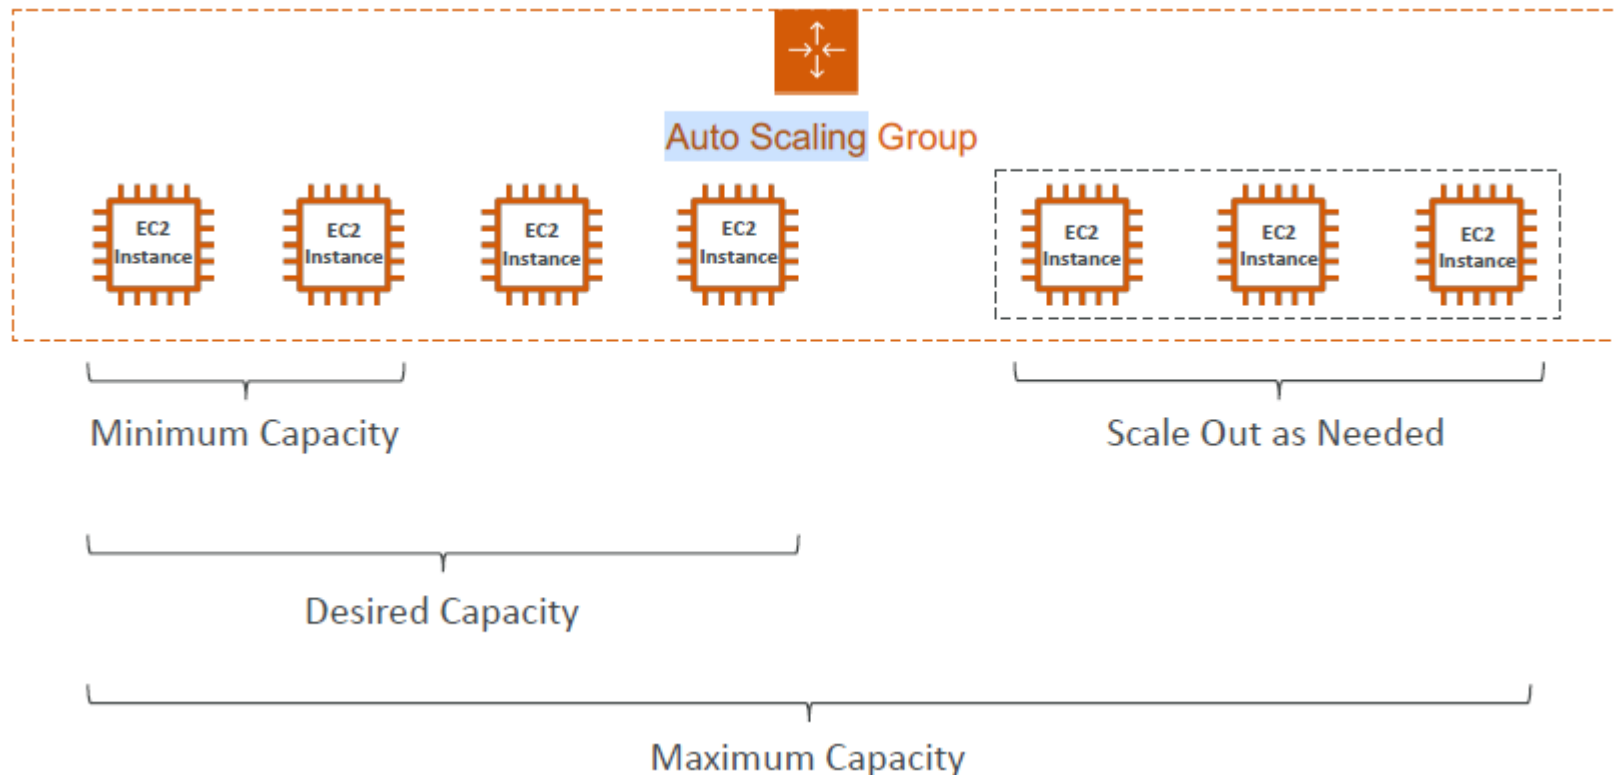 Auto Scaling Group
EC2
Instance
EC2
Instance
EC2
Instance
EC2
Instance
EC2
Instance
EC2
Instance
EC2
Instance
Minimum Capacity
Scale Out as Needed
Desired Capacity
Maximum Capacity